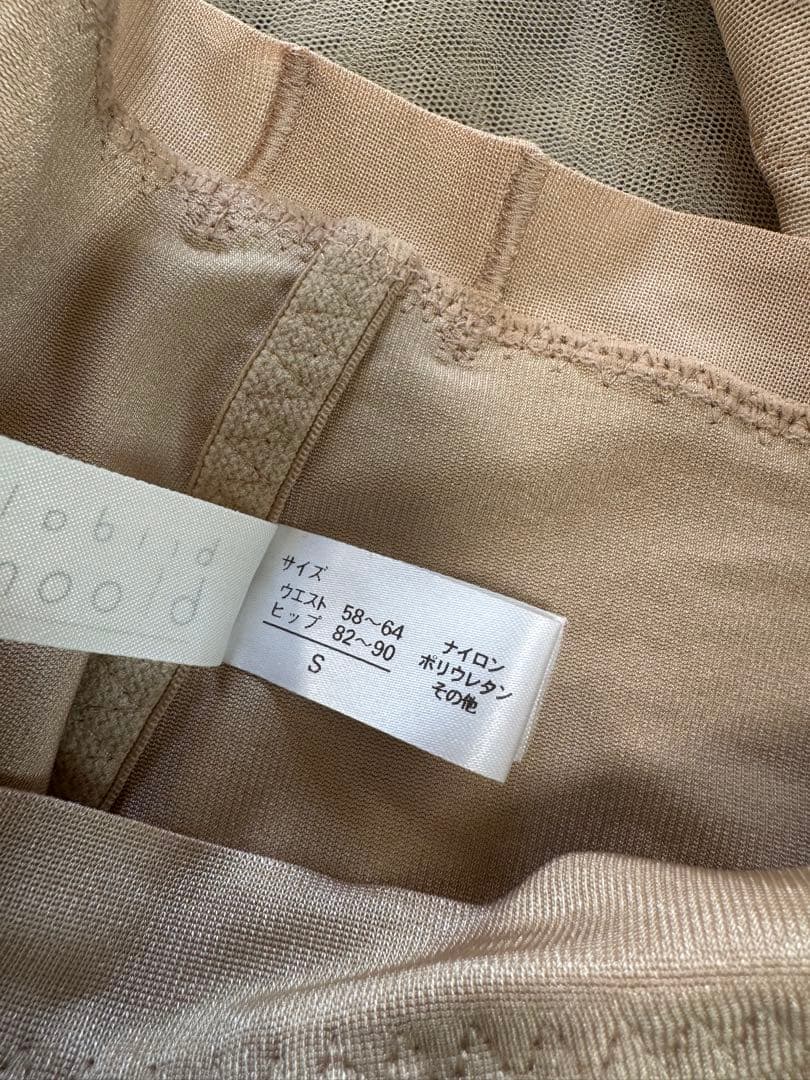 サイズ
ウエスト 58～64
ヒップ 82～90
S
ナイロン
ポリウレタン
その他